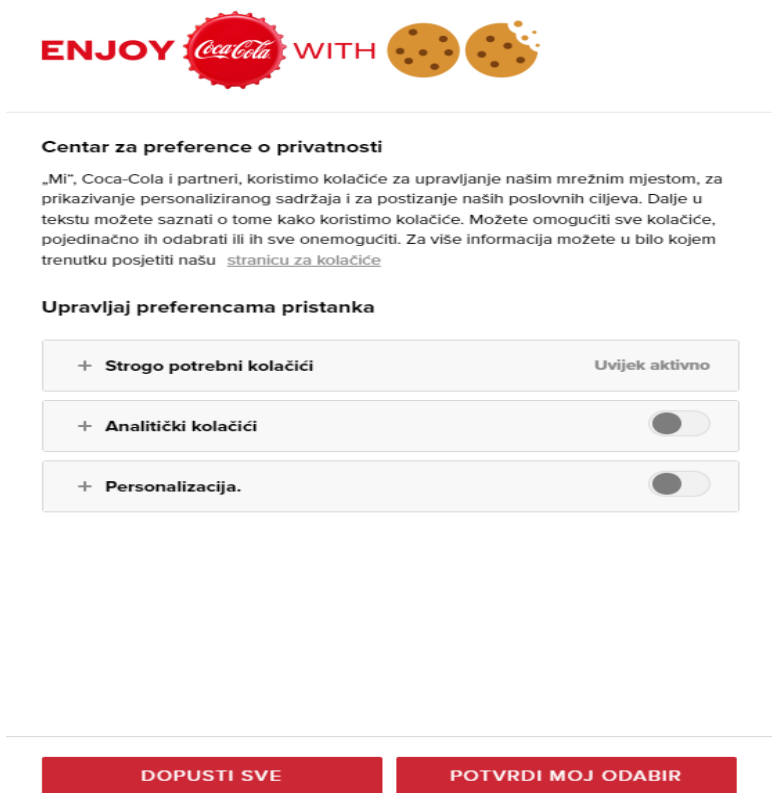 ENJOY Coca-Cola WITH
Centar za preference o privatnosti
„Mi“, Coca-Cola i partneri, koristimo kolačiće za upravljanje našim mrežnim mjestom, za
prikazivanje personaliziranog sadržaja i za postizanje naših poslovnih ciljeva. Dalje u
tekstu možete saznati o tome kako koristimo kolačiće. Možete omogućiti sve kolačiće,
pojedinačno ih odabrati ili ih sve onemogućiti. Za više informacija možete u bilo kojem
trenutku posjetiti našu stranicu za kolačiće
Upravljaj preferencama pristanka
+ Strogo potrebni kolačići Uvijek aktivno
+ Analitički kolačići
+ Personalizacija.
DOPUSTI SVE POTVRDI MOJ ODABIR